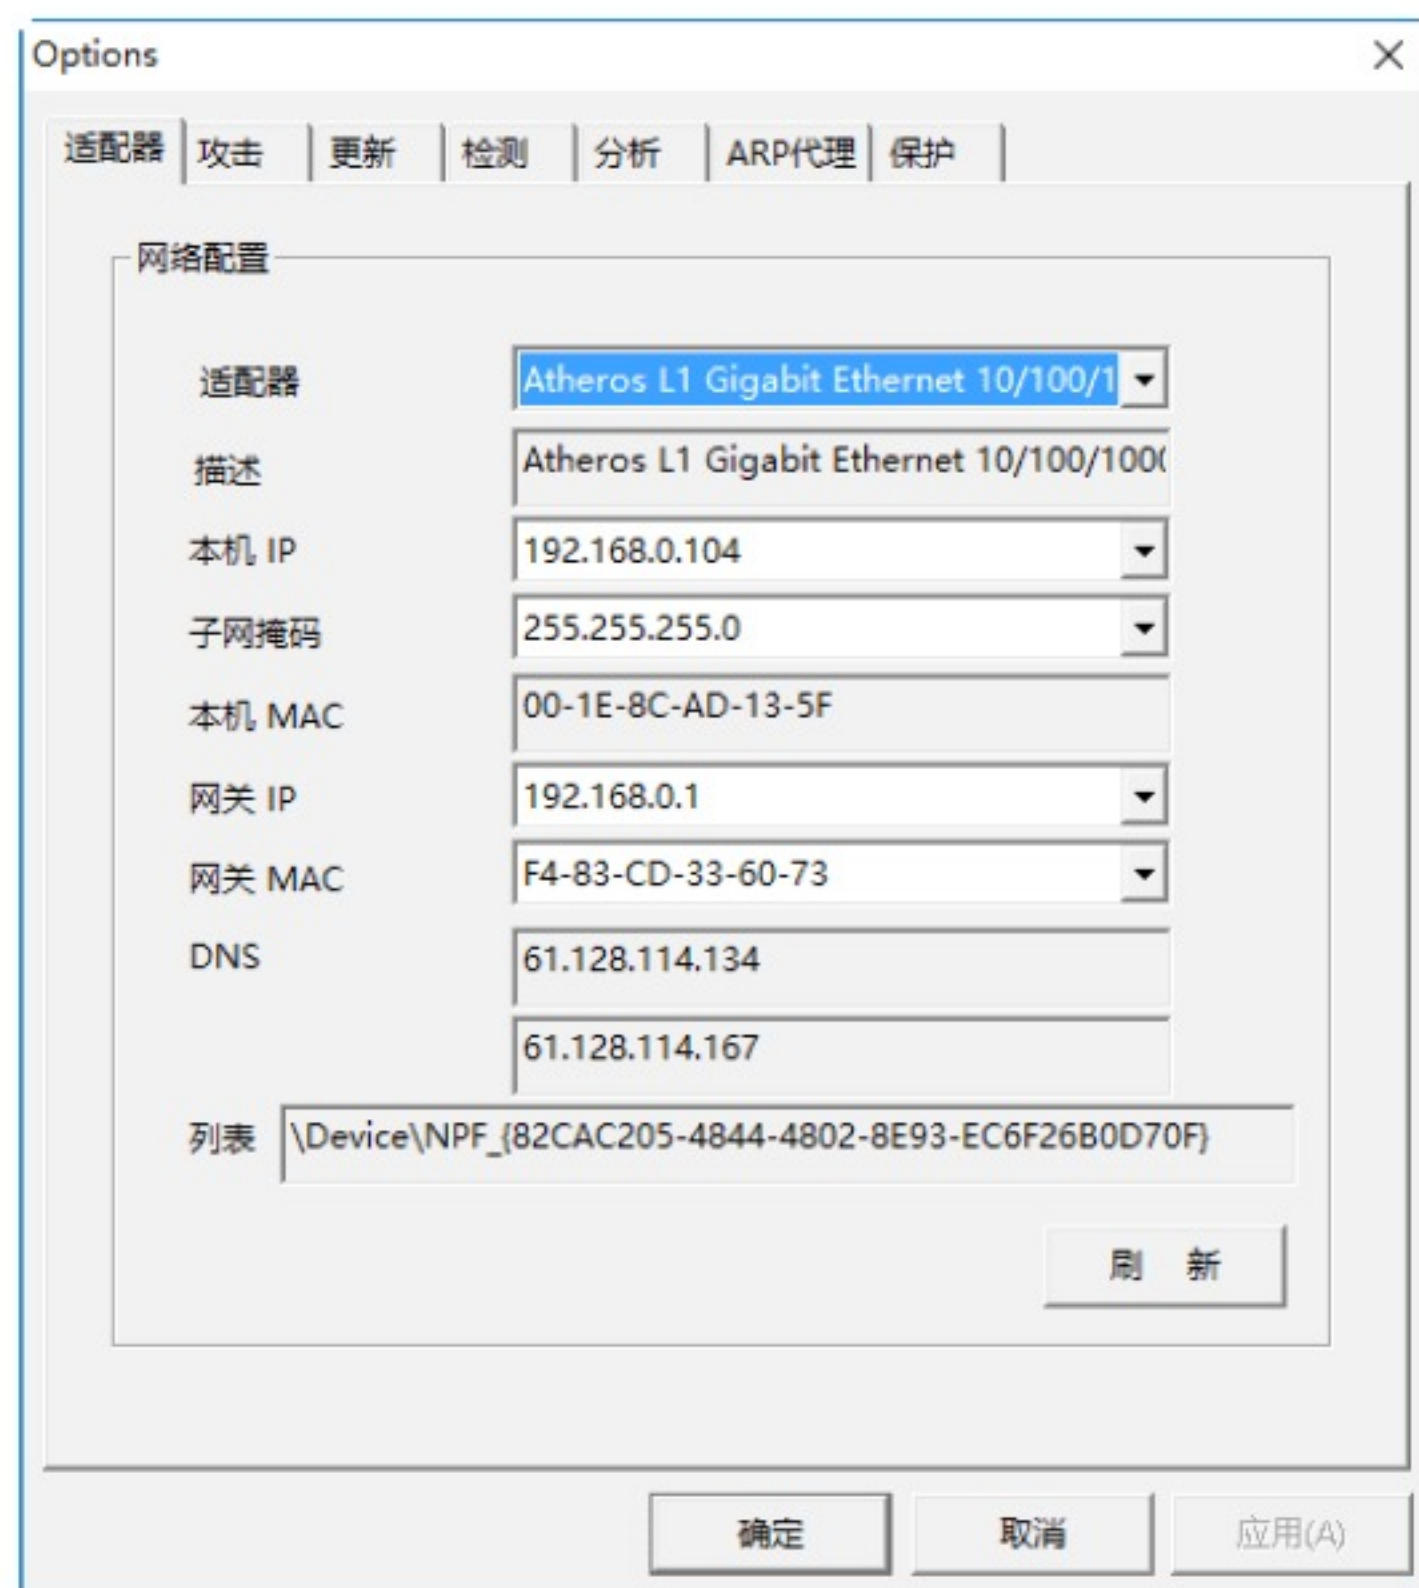 Options
适配器 攻击 更新 检测 分析 ARP代理 保护
网络配置
适配器 Atheros L1 Gigabit Ethernet 10/100/1
描述 Atheros L1 Gigabit Ethernet 10/100/100(
本机 IP 192.168.0.104
子网掩码 255.255.255.0
本机 MAC 00-1E-8C-AD-13-5F
网关 IP 192.168.0.1
网关 MAC F4-83-CD-33-60-73
DNS 61.128.114.134
61.128.114.167
列表 \Device\NPF_{82CAC205-4844-4802-8E93-EC6F26B0D70F}
刷 新
确定 取消 应用(A)